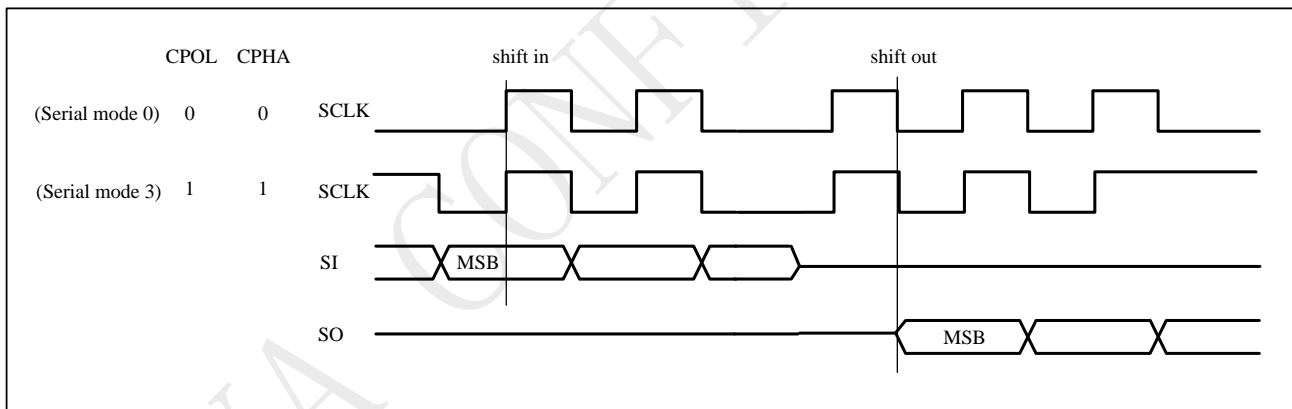 CPOL CPHA shift in shift out
(Serial mode 0) 0 0 SCLK
(Serial mode 3) 1 1 SCLK
SI MSB
SO MSB